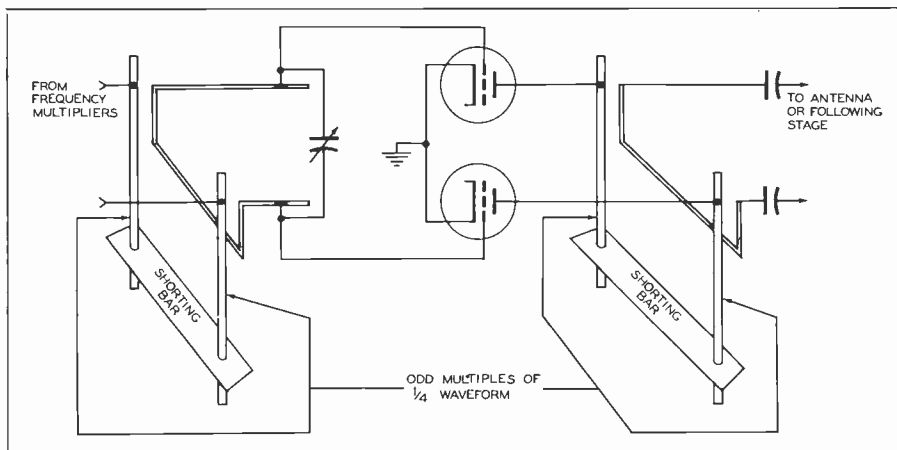 FROM
FREQUENCY
MULTIPLIERS
TO ANTENNA
OR FOLLOWING
STAGE
SHORTING
BAR
SHORTING
BAR
ODD MULTIPLES OF
1/4 WAVEFORM